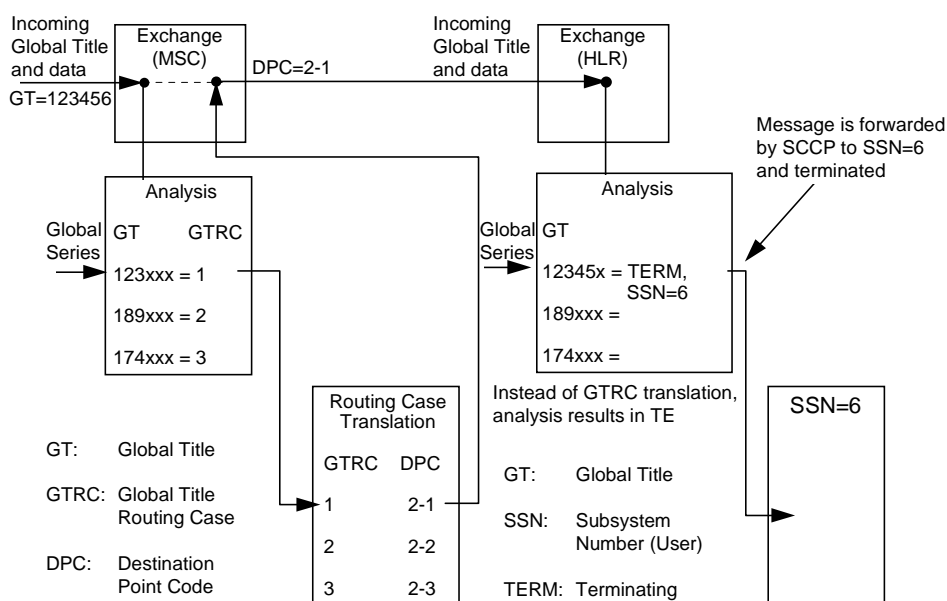 Incoming
Global Title
and data
GT=123456
Exchange
(MSC)
DPC=2-1
Incoming
Global Title
and data
Exchange
(HLR)
Message is forwarded
by SCCP to SSN=6
and terminated
Analysis
Global
Series
GT GTRC
123xxx = 1
189xxx = 2
174xxx = 3
Analysis
Global
Series
GT
12345x = TERM,
SSN=6
189xxx =
174xxx =
Instead of GTRC translation,
analysis results in TE
Routing Case
Translation
GTRC DPC
1 2-1
2 2-2
3 2-3
SSN=6
GT: Global Title
GTRC: Global Title
Routing Case
DPC: Destination
Point Code
GT: Global Title
SSN: Subsystem
Number (User)
TERM: Terminating